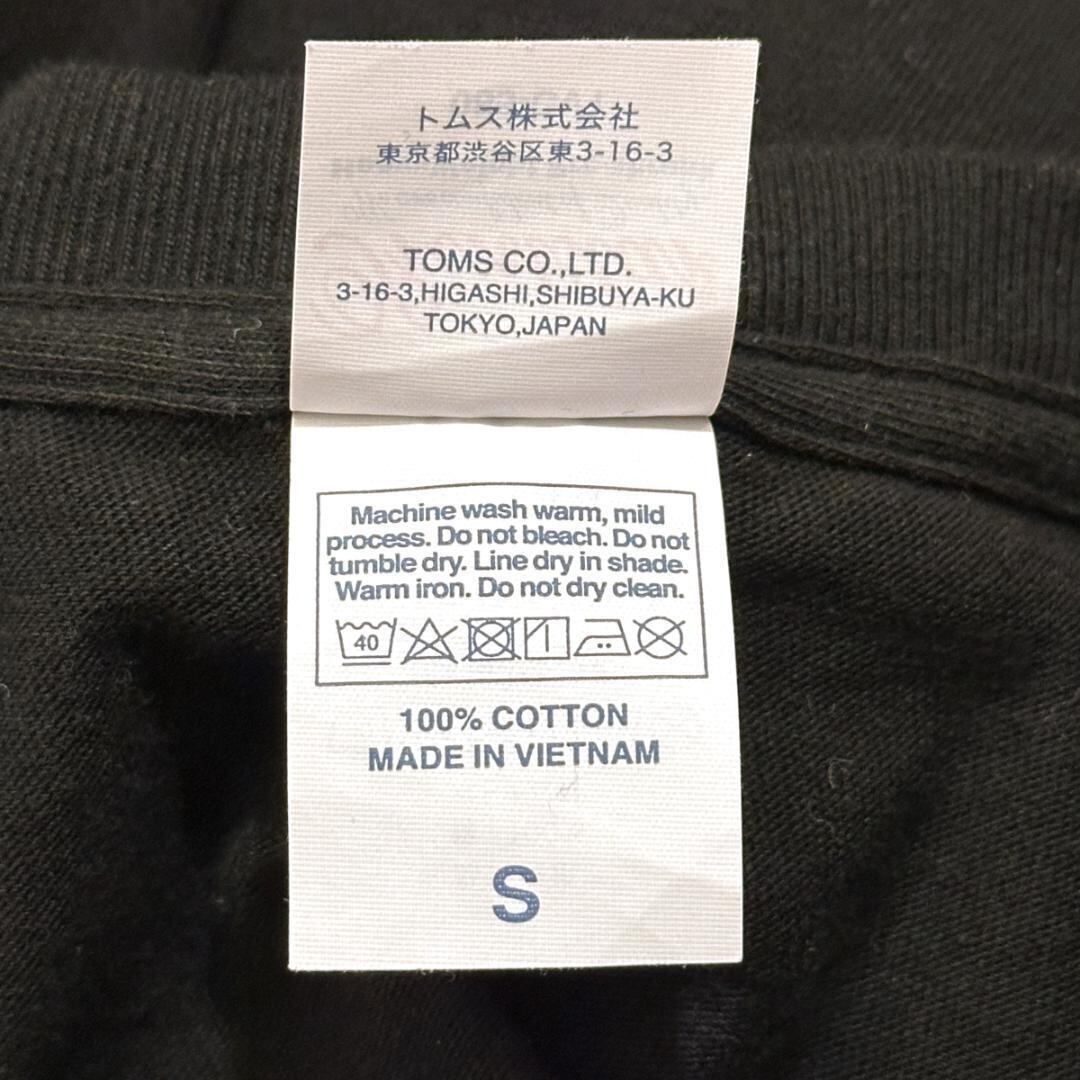 トムス株式会社
東京都渋谷区東3-16-3
TOMS CO.,LTD.
3-16-3,HIGASHI,SHIBUYA-KU
TOKYO,JAPAN
Machine wash warm, mild
process. Do not bleach. Do not
tumble dry. Line dry in shade.
Warm iron. Do not dry clean.
40
100% COTTON
MADE IN VIETNAM
S